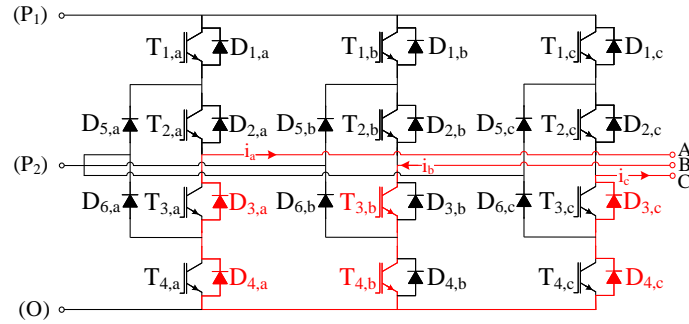 (P1)
T1,a D1,a T1,b D1,b T1,c D1,c
D5,a T2,a D2,a D5,b T2,b D2,b D5,c T2,c D2,c
ia A
(P2) ib B
ic C
D6,a T3,a D3,a D6,b T3,b D3,b D6,c T3,c D3,c
T4,a D4,a T4,b D4,b T4,c D4,c
(O)